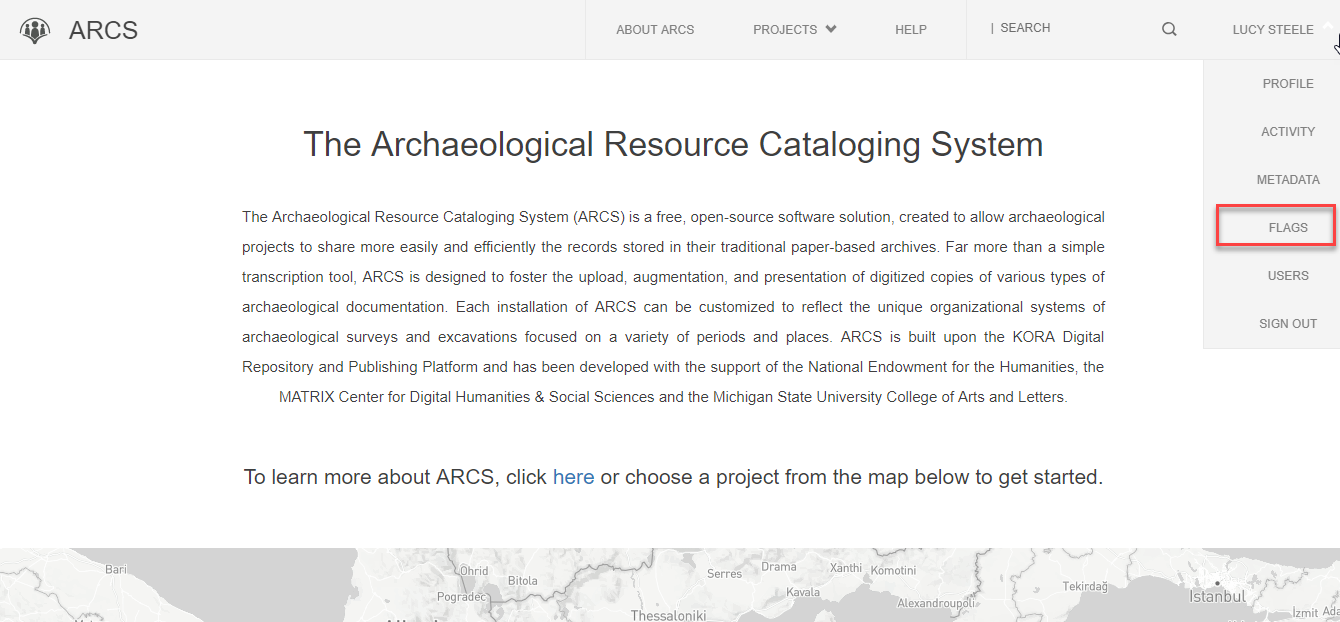 ARCS
ABOUT ARCS
PROJECTS
HELP
| SEARCH
LUCY STEELE
PROFILE
ACTIVITY
METADATA
FLAGS
USERS
SIGN OUT
The Archaeological Resource Cataloging System
The Archaeological Resource Cataloging System (ARCS) is a free, open-source software solution, created to allow archaeological
projects to share more easily and efficiently the records stored in their traditional paper-based archives. Far more than a simple
transcription tool, ARCS is designed to foster the upload, augmentation, and presentation of digitized copies of various types of
archaeological documentation. Each installation of ARCS can be customized to reflect the unique organizational systems of
archaeological surveys and excavations focused on a variety of periods and places. ARCS is built upon the KORA Digital
Repository and Publishing Platform and has been developed with the support of the National Endowment for the Humanities, the
MATRIX Center for Digital Humanities & Social Sciences and the Michigan State University College of Arts and Letters.
To learn more about ARCS, click here or choose a project from the map below to get started.
Bari
Ohrid
Bitola
Pogradec
Serres
Drama
Xanthi
Komotini
Kavala
Alexandroupoli
Thessaloniki
Tekirdağ
Istanbul
İzmit